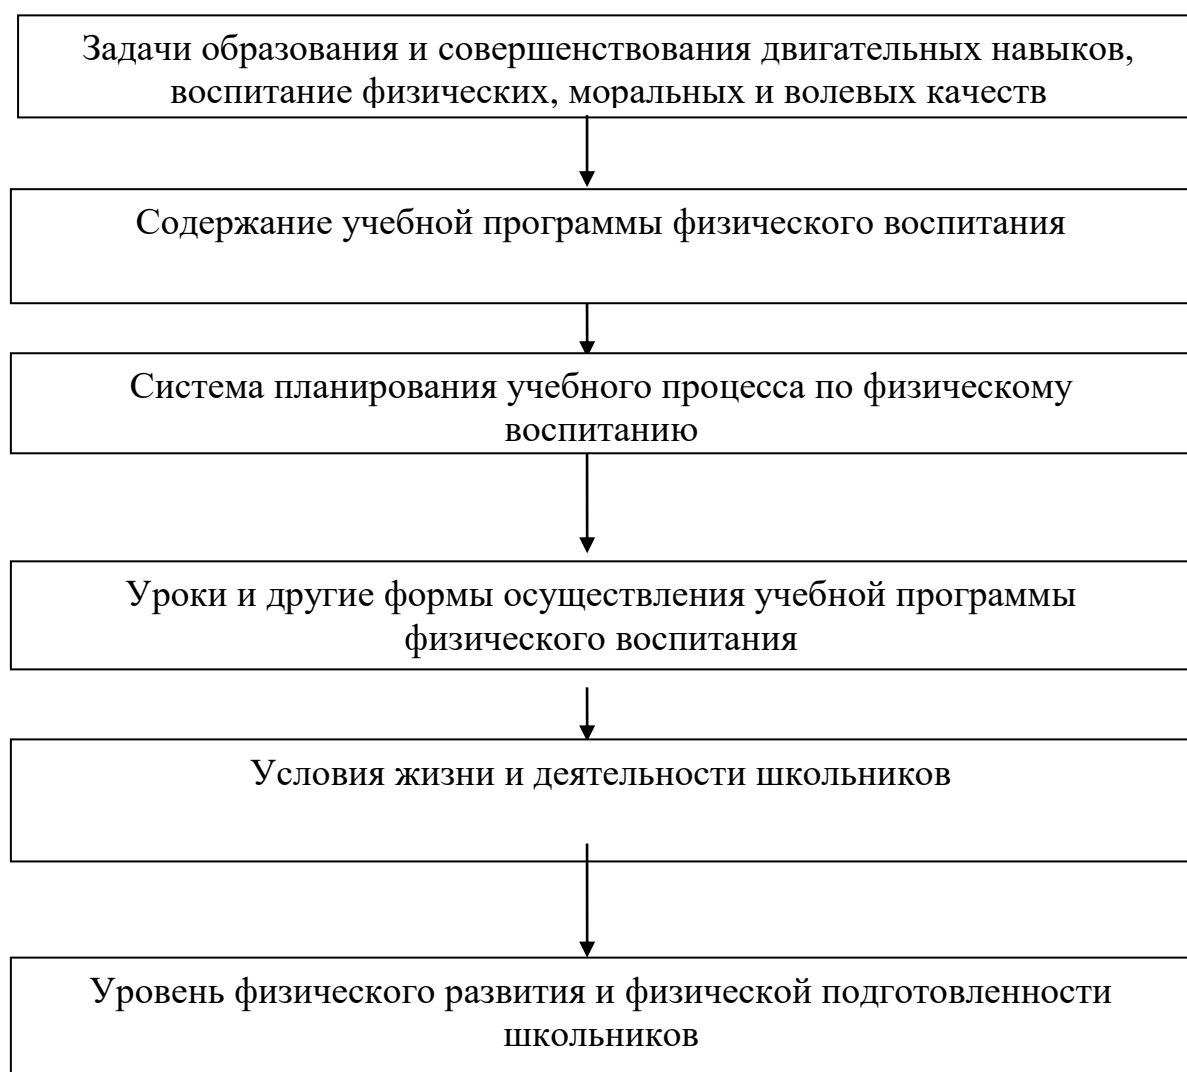 Задачи образования и совершенствования двигательных навыков,
воспитание физических, моральных и волевых качеств
Содержание учебной программы физического воспитания
Система планирования учебного процесса по физическому
воспитанию
Уроки и другие формы осуществления учебной программы
физического воспитания
Условия жизни и деятельности школьников
Уровень физического развития и физической подготовленности
школьников